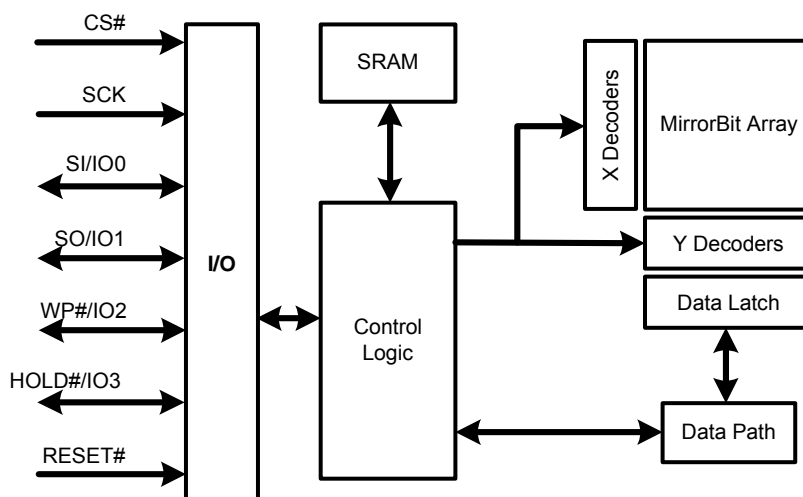 CS#
SCK
SI/IO0
SO/IO1
WP#/IO2
HOLD#/IO3
RESET#
I/O
SRAM
Control
Logic
X Decoders
MirrorBit Array
Y Decoders
Data Latch
Data Path